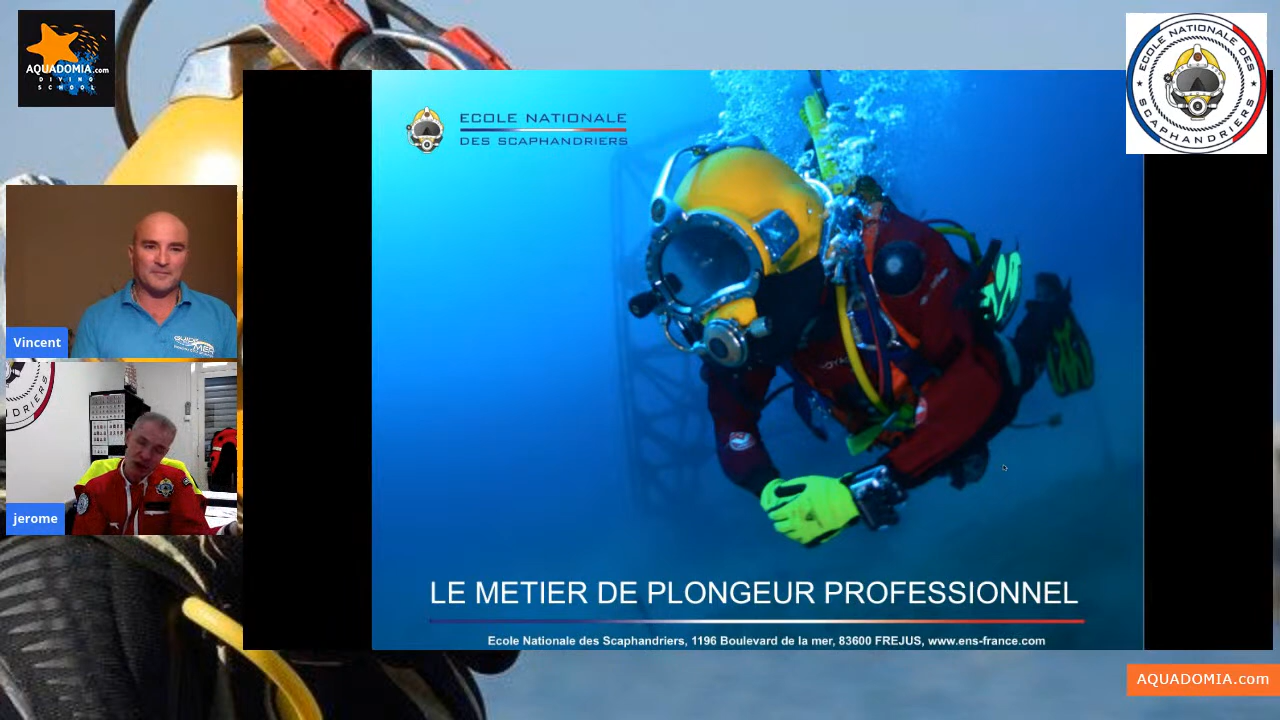 AQUADOMIA.com
DIVING
SCHOOL
ECOLE NATIONALE DES
SCAPHANDRIERS
ECOLE NATIONALE
DES SCAPHANDRIERS
Vincent
jerome
LE METIER DE PLONGEUR PROFESSIONNEL
Ecole Nationale des Scaphandriers, 1196 Boulevard de la mer, 83600 FREJUS, www.ens-france.com
AQUADOMIA.com